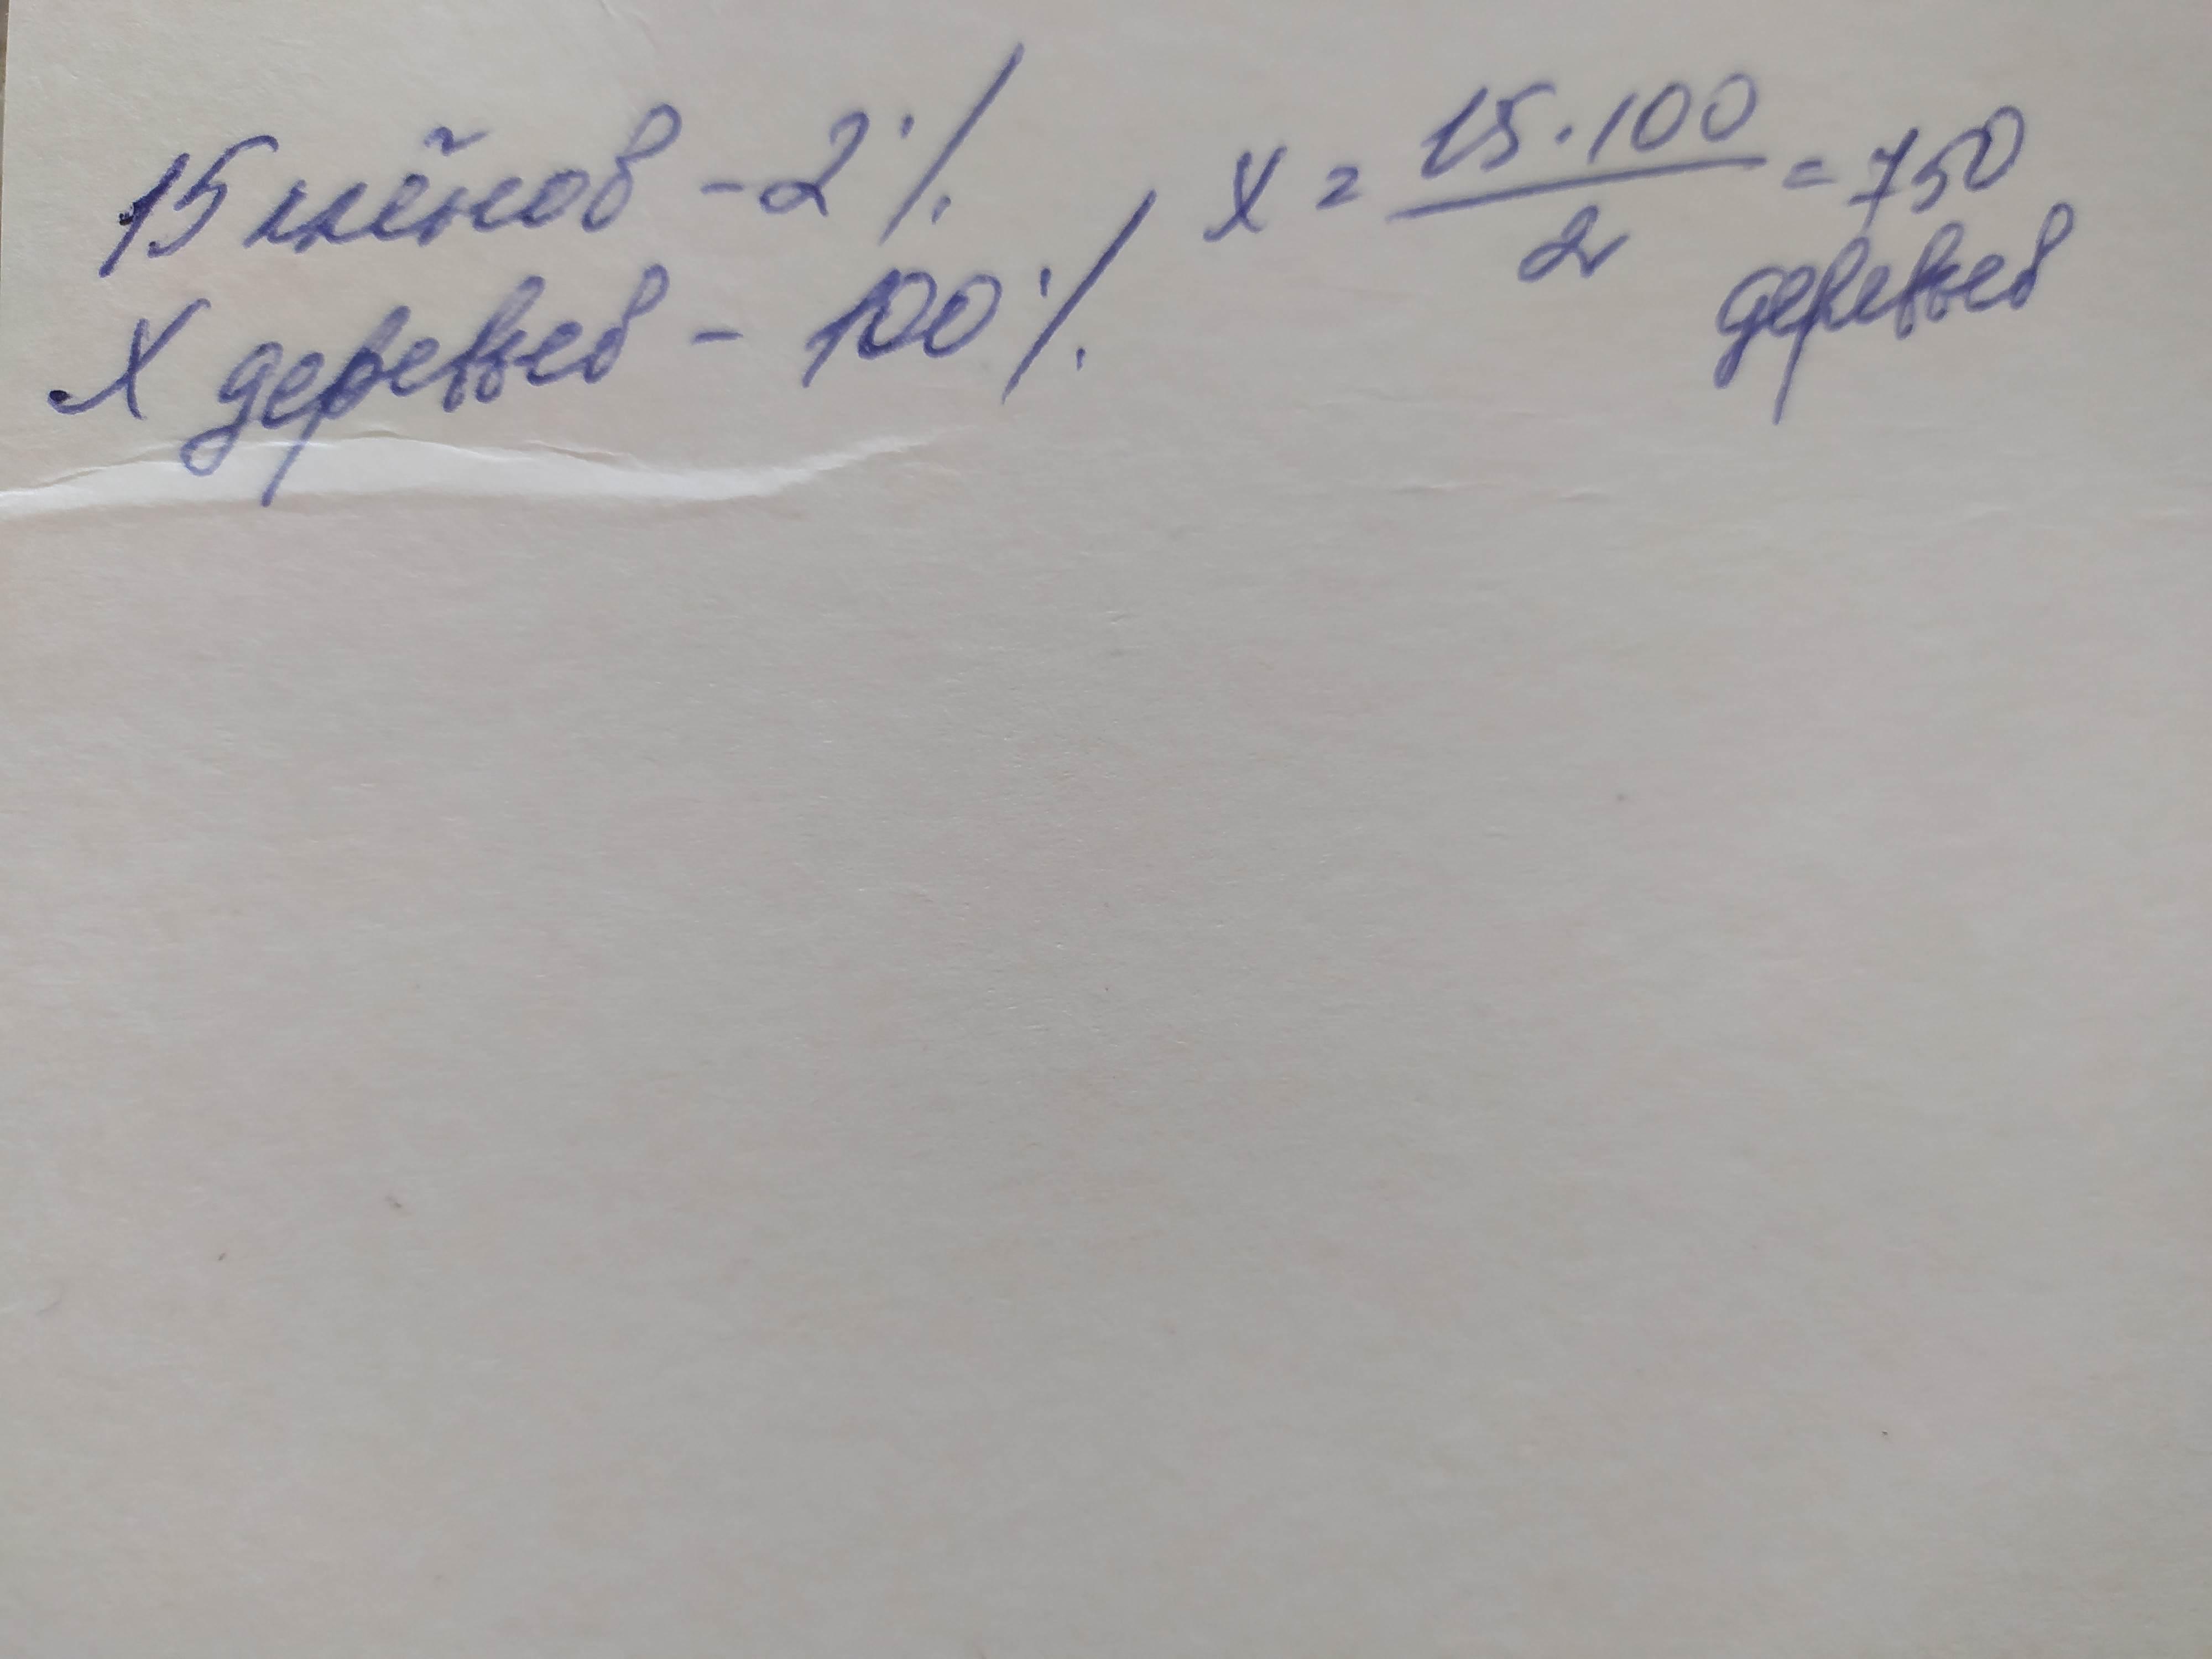 15 клёнов - 2% x = 15·100 / 2 = 750
x деревьев - 100% деревьев